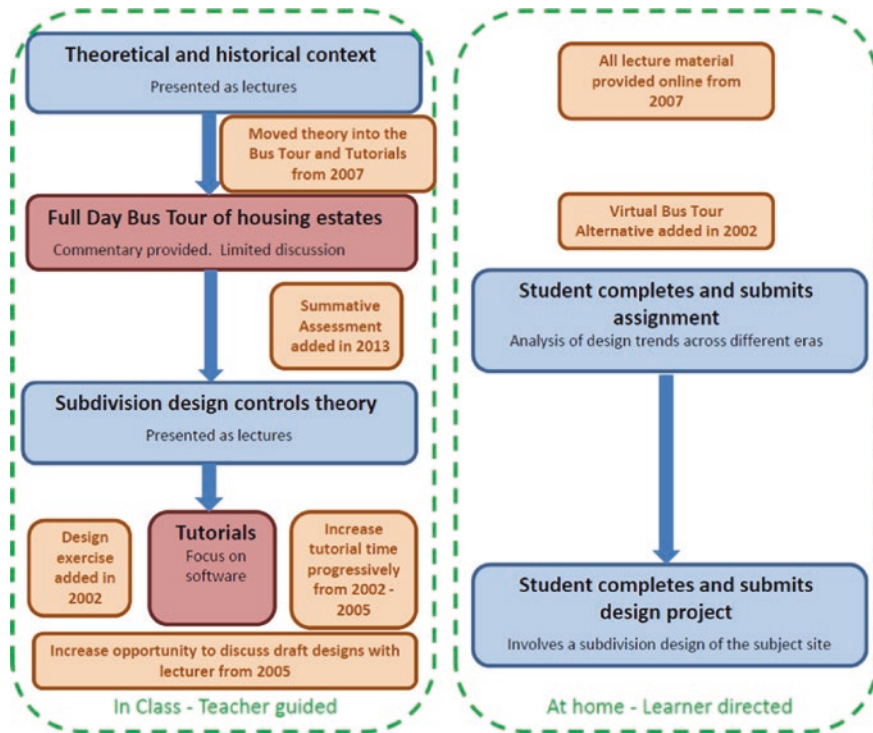 Theoretical and historical context
Presented as lectures
Moved theory into the
Bus Tour and Tutorials
from 2007
Full Day Bus Tour of housing estates
Commentary provided.  Limited discussion
Summative
Assessment
added in 2013
Subdivision design controls theory
Presented as lectures
Design
exercise
added in
2002
Tutorials
Focus on
software
Increase
tutorial time
progressively
from 2002 -
2005
Increase opportunity to discuss draft designs with
lecturer from 2005
In Class - Teacher guided
All lecture material
provided online from
2007
Virtual Bus Tour
Alternative added in 2002
Student completes and submits
assignment
Analysis of design trends across different eras
Student completes and submits
design project
Involves a subdivision design of the subject site
At home - Learner directed